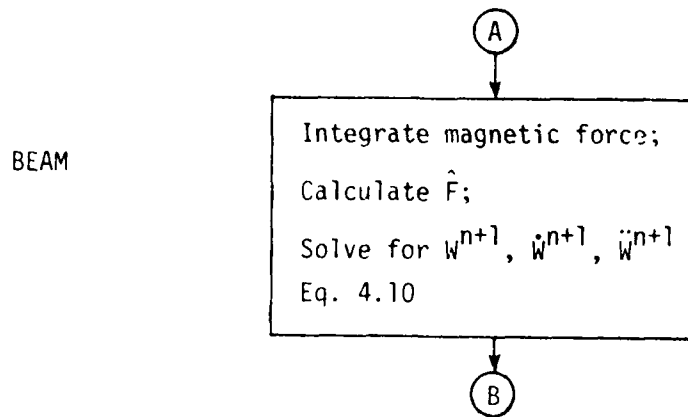 A
BEAM
Integrate magnetic force;
Calculate F̂;
Solve for W^{n+1}, Ẇ^{n+1}, Ẅ^{n+1}
Eq. 4.10
B